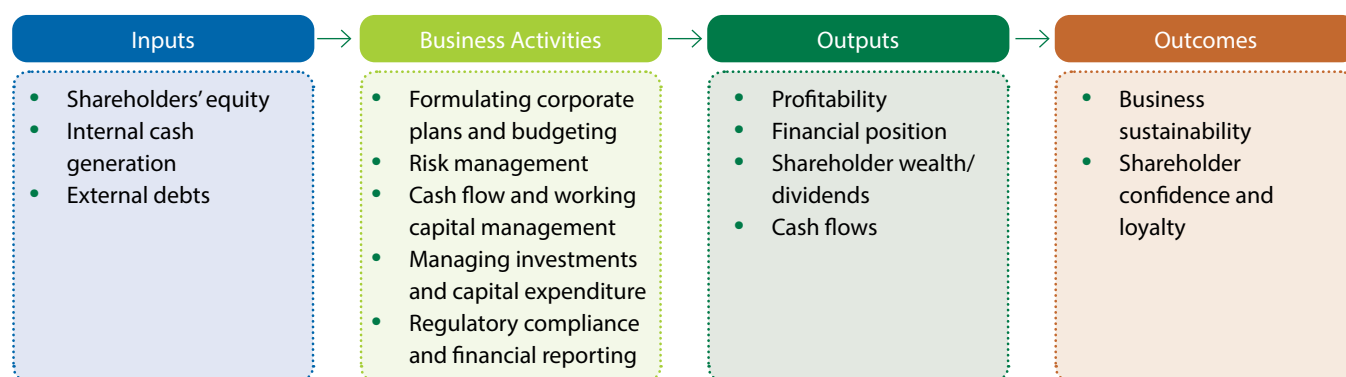 Inputs
Business Activities
Outputs
Outcomes
• Shareholders’ equity
• Internal cash
generation
• External debts
• Formulating corporate
plans and budgeting
• Risk management
• Cash flow and working
capital management
• Managing investments
and capital expenditure
• Regulatory compliance
and financial reporting
• Profitability
• Financial position
• Shareholder wealth/
dividends
• Cash flows
• Business
sustainability
• Shareholder
confidence and
loyalty